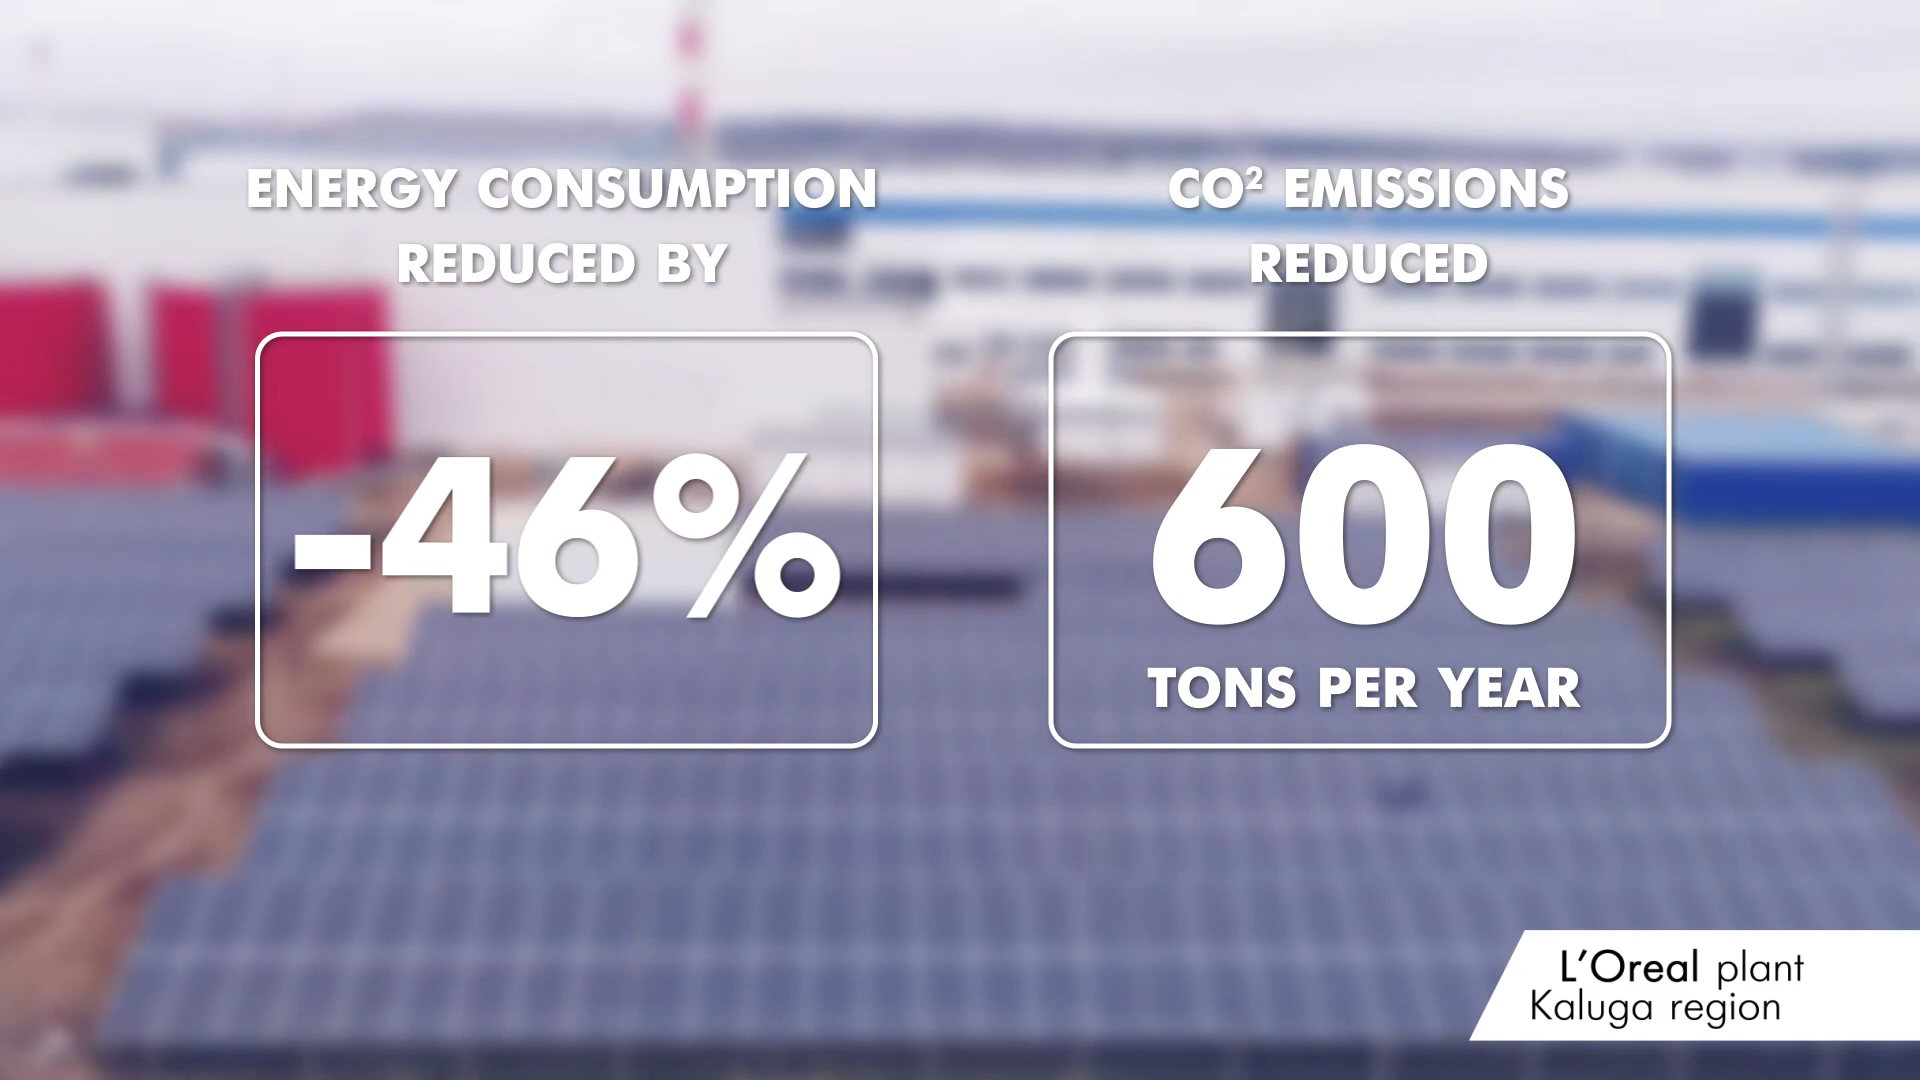 ENERGY CONSUMPTION
REDUCED BY
-46%
CO² EMISSIONS
REDUCED
600
TONS PER YEAR
L'Oreal plant
Kaluga region